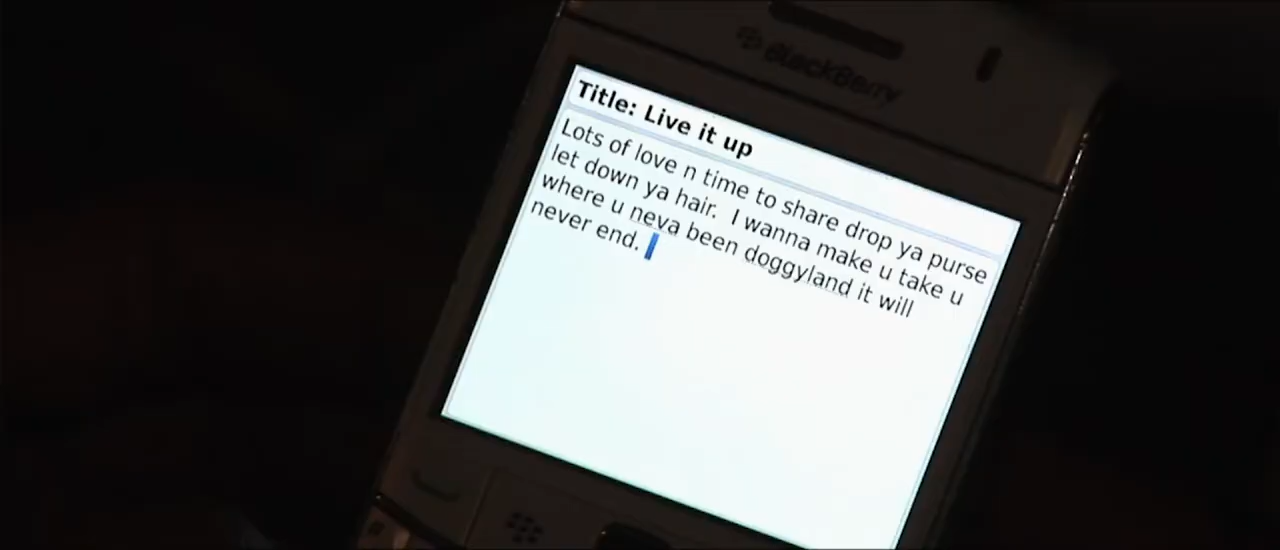 BlackBerry
Title: Live it up
Lots of love n time to share drop ya purse
let down ya hair. I wanna make u take u
where u neva been doggyland it will
never end.